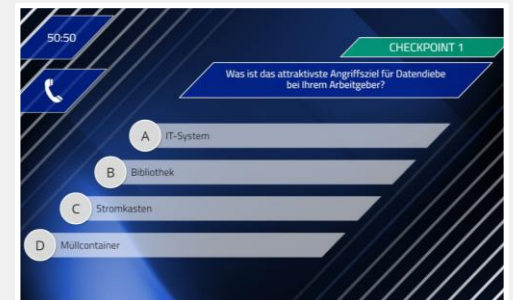 50:50
CHECKPOINT 1
Was ist das attraktivste Angriffsziel für Datendiebe
bei Ihrem Arbeitgeber?
A IT-System
B Bibliothek
C Stromkasten
D Müllcontainer